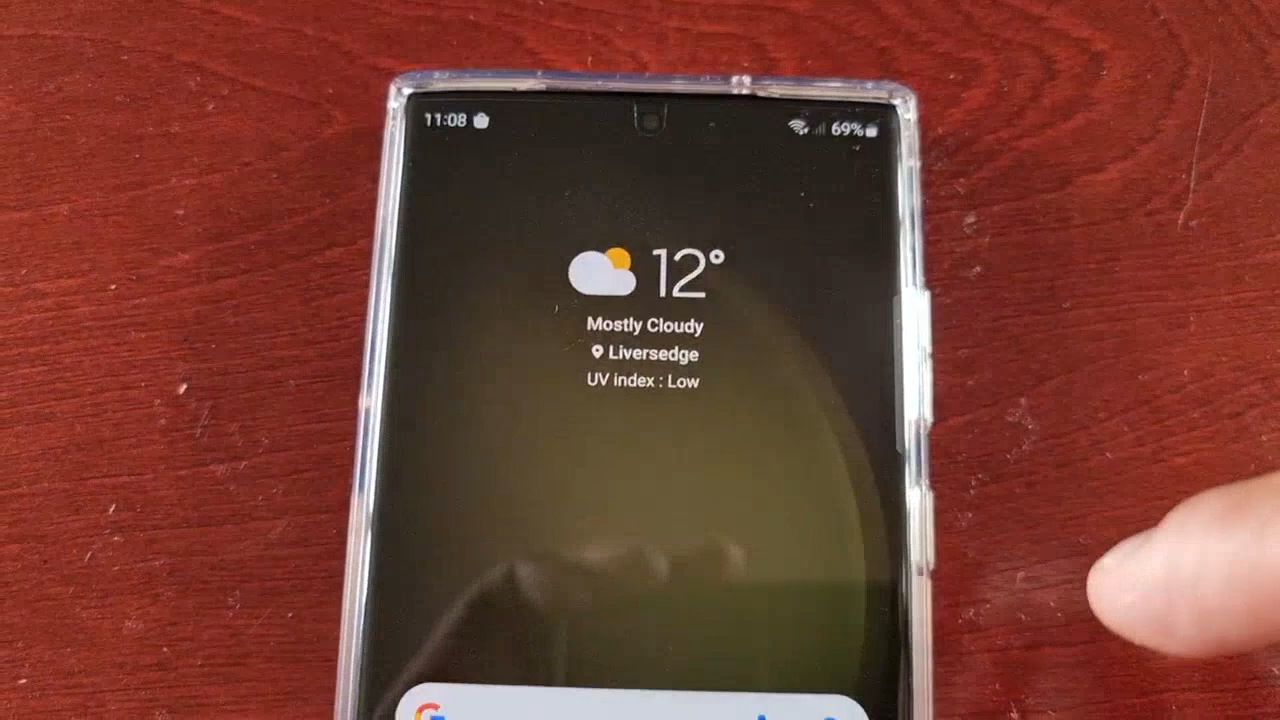 11:08 69%
12°
Mostly Cloudy
Liversedge
UV index : Low